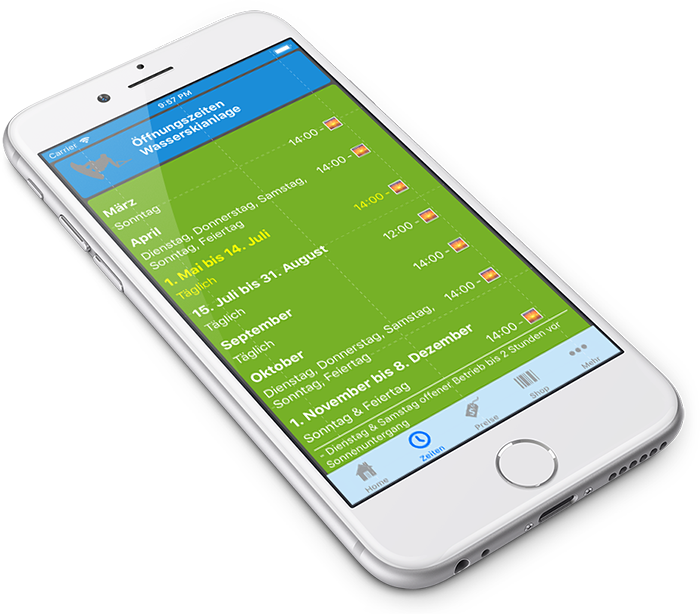 Carrier 9:57 PM
Öffnungszeiten
Wasserskianlage
März
Sonntag 14:00 -
April
Dienstag, Donnerstag, Samstag,
Sonntag, Feiertag 14:00 -
1. Mai bis 14. Juli
Täglich 14:00 -
15. Juli bis 31. August
Täglich 12:00 -
September
Täglich 14:00 -
Oktober
Dienstag, Donnerstag, Samstag,
Sonntag, Feiertag 14:00 -
1. November bis 8. Dezember
Sonntag & Feiertag 14:00 -
- Dienstag & Samstag offener Betrieb bis 2 Stunden vor
Sonnenuntergang
Home Zeiten Preise Shop Mehr